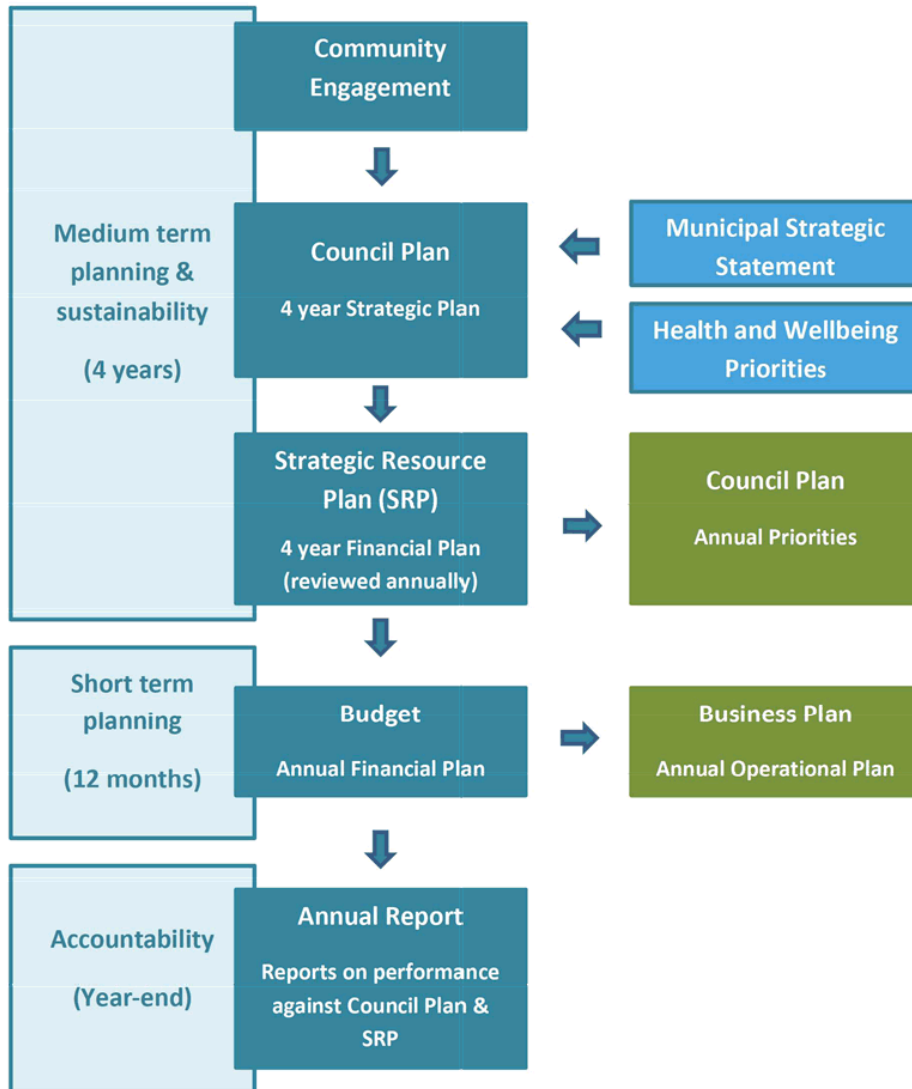 Community
Engagement
Medium term
planning &
sustainability
(4 years)
Council Plan
4 year Strategic Plan
Municipal Strategic
Statement
Health and Wellbeing
Priorities
Strategic Resource
Plan (SRP)
4 year Financial Plan
(reviewed annually)
Council Plan
Annual Priorities
Short term
planning
(12 months)
Budget
Annual Financial Plan
Business Plan
Annual Operational Plan
Accountability
(Year-end)
Annual Report
Reports on performance
against Council Plan &
SRP